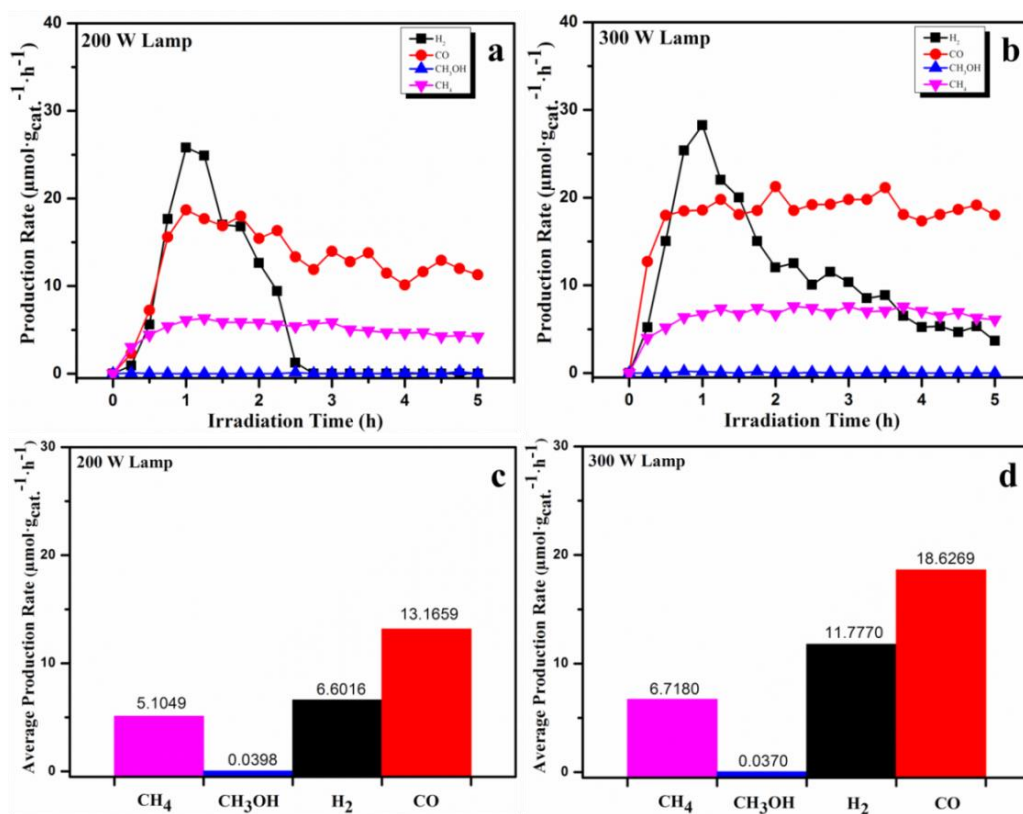 200 W Lamp
a
H₂
CO
CH₃OH
CH₄
Production Rate (μmol·g_cat.⁻¹·h⁻¹)
40
30
20
10
0
0 1 2 3 4 5
Irradiation Time (h)
300 W Lamp
b
H₂
CO
CH₃OH
CH₄
Production Rate (μmol·g_cat.⁻¹·h⁻¹)
40
30
20
10
0
0 1 2 3 4 5
Irradiation Time (h)
200 W Lamp
c
Average Production Rate (μmol·g_cat.⁻¹·h⁻¹)
30
20
10
0
5.1049
0.0398
6.6016
13.1659
CH₄ CH₃OH H₂ CO
300 W Lamp
d
Average Production Rate (μmol·g_cat.⁻¹·h⁻¹)
30
20
10
0
6.7180
0.0370
11.7770
18.6269
CH₄ CH₃OH H₂ CO